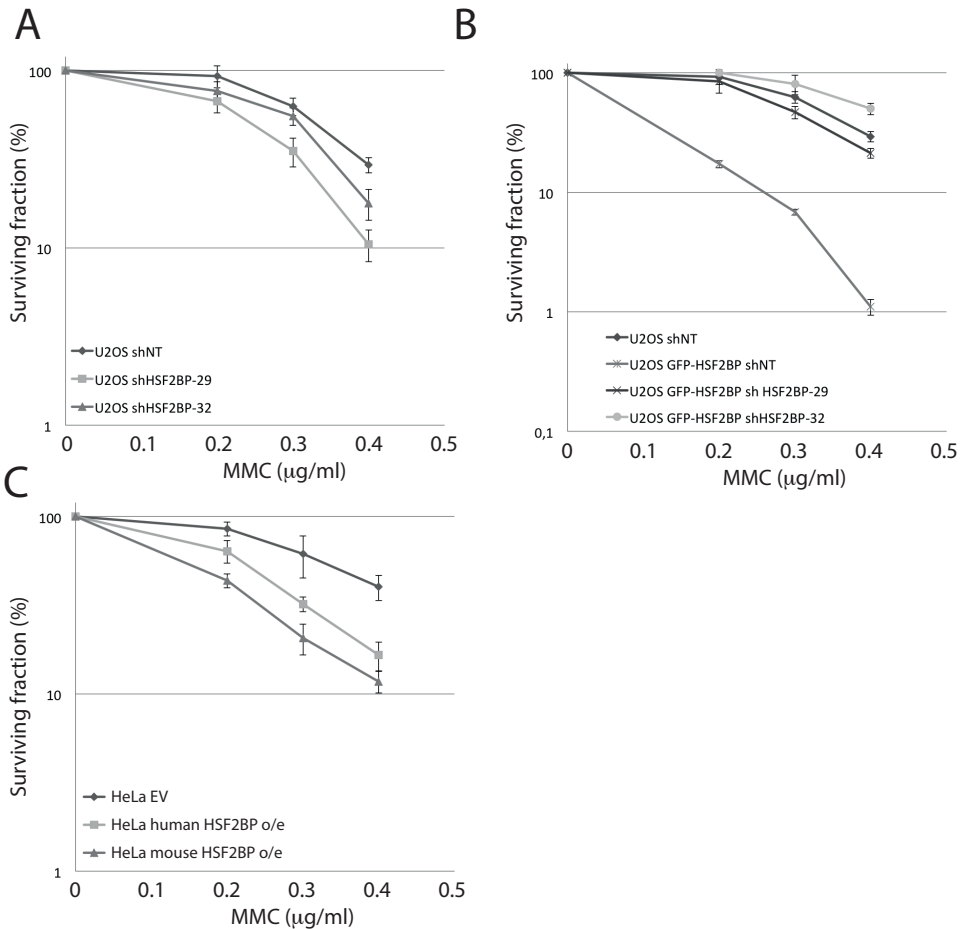 A
Surviving fraction (%)
100
10
1
0 0.1 0.2 0.3 0.4 0.5
MMC (μg/ml)
U2OS shNT
U2OS shHSF2BP-29
U2OS shHSF2BP-32
B
Surviving fraction (%)
100
10
1
0,1
0 0.1 0.2 0.3 0.4 0.5
MMC (μg/ml)
U2OS shNT
U2OS GFP-HSF2BP shNT
U2OS GFP-HSF2BP sh HSF2BP-29
U2OS GFP-HSF2BP shHSF2BP-32
C
Surviving fraction (%)
100
10
1
0 0.1 0.2 0.3 0.4 0.5
MMC (μg/ml)
HeLa EV
HeLa human HSF2BP o/e
HeLa mouse HSF2BP o/e